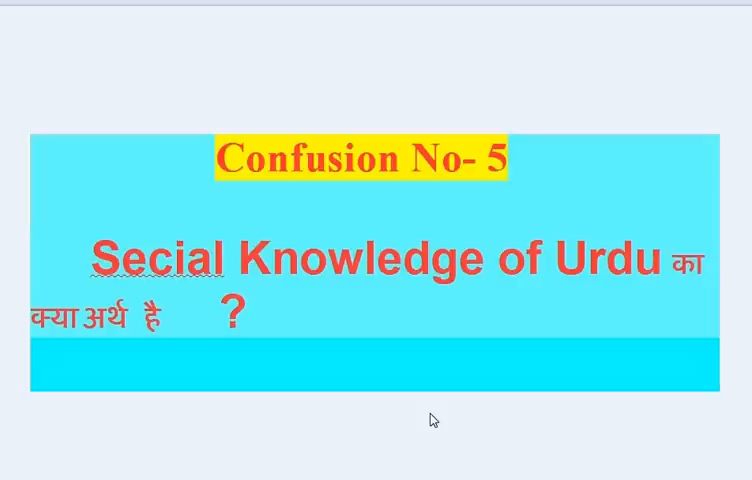 Confusion No- 5
Secial Knowledge of Urdu का
क्या अर्थ है ?